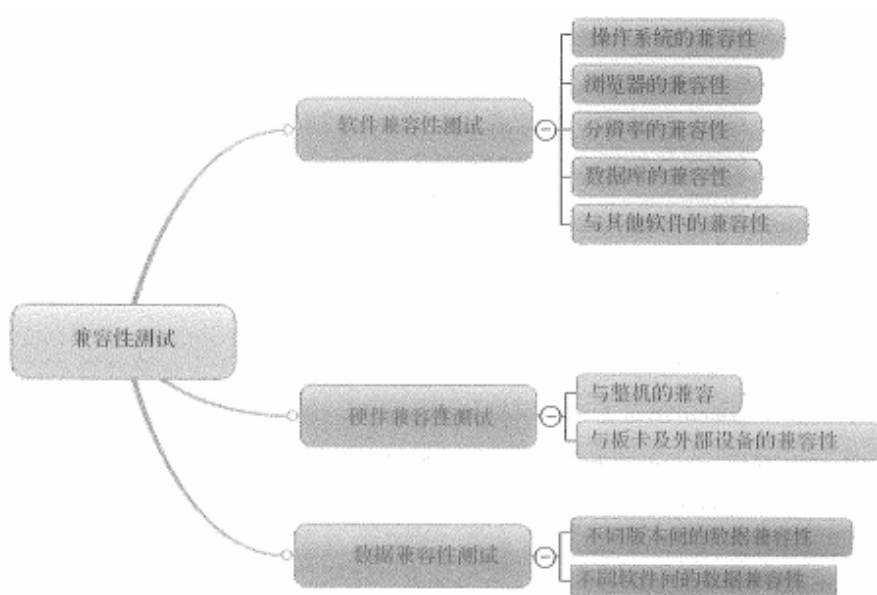 兼容性测试
软件兼容性测试
操作系统的兼容性
浏览器的兼容性
分辨率的兼容性
数据库的兼容性
与其他软件的兼容性
硬件兼容性测试
与整机的兼容
与板卡及外部设备的兼容性
数据兼容性测试
不同版本间的数据兼容性
不同软件间的数据兼容性